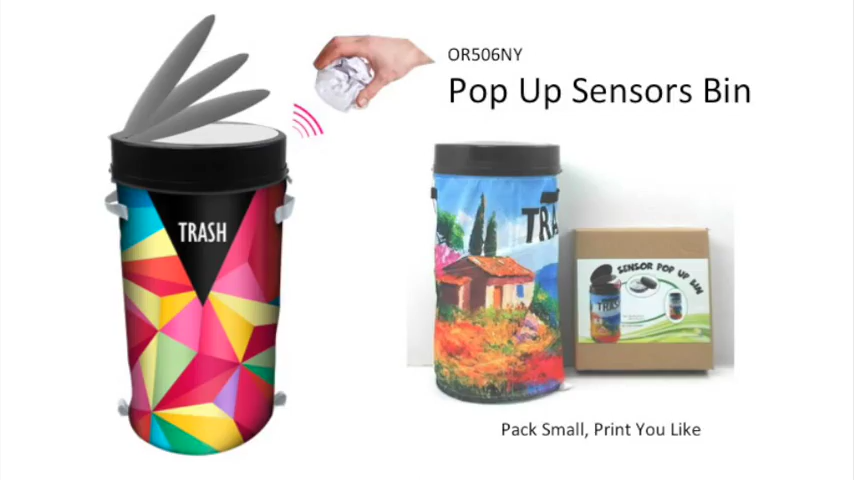 OR506NY
Pop Up Sensors Bin
TRASH
TRA
SENSOR POP UP BIN
TRASH
Pack Small, Print You Like